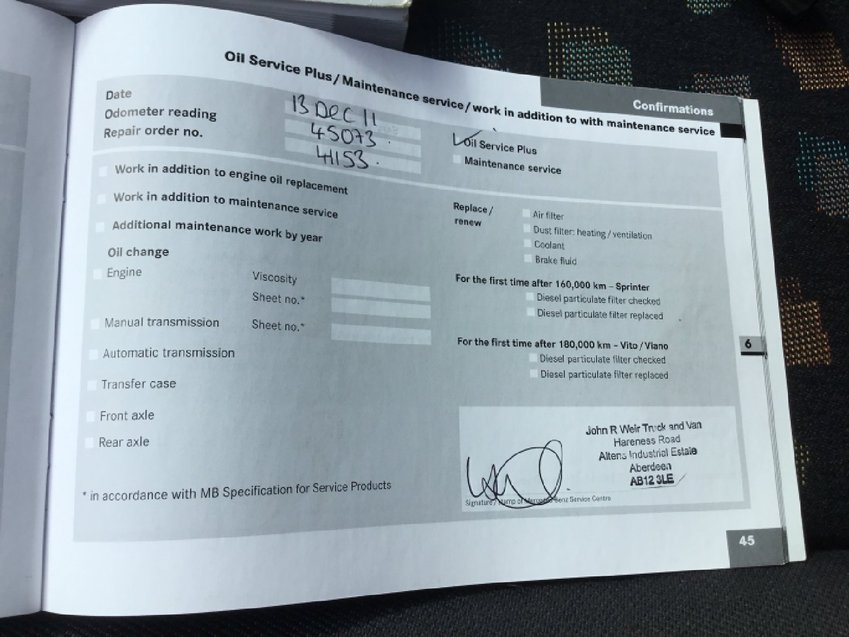 Confirmations
Oil Service Plus / Maintenance service / work in addition to with maintenance service
Date 13 Dec 11
Odometer reading 45073.
Repair order no. 41153.
Oil Service Plus
Maintenance service
Work in addition to engine oil replacement
Work in addition to maintenance service
Additional maintenance work by year
Oil change
Engine
Viscosity
Sheet no.*
Manual transmission
Sheet no.*
Automatic transmission
Transfer case
Front axle
Rear axle
* in accordance with MB Specification for Service Products
Replace /
renew
Air filter
Dust filter: heating / ventilation
Coolant
Brake fluid
For the first time after 160,000 km – Sprinter
Diesel particulate filter checked
Diesel particulate filter replaced
For the first time after 180,000 km – Vito / Viano
Diesel particulate filter checked
Diesel particulate filter replaced
6
John R Weir Truck and Van
Hareness Road
Altens Industrial Estate
Aberdeen
AB12 3LE
Signature / stamp of Mercedes-Benz Service Centre
45